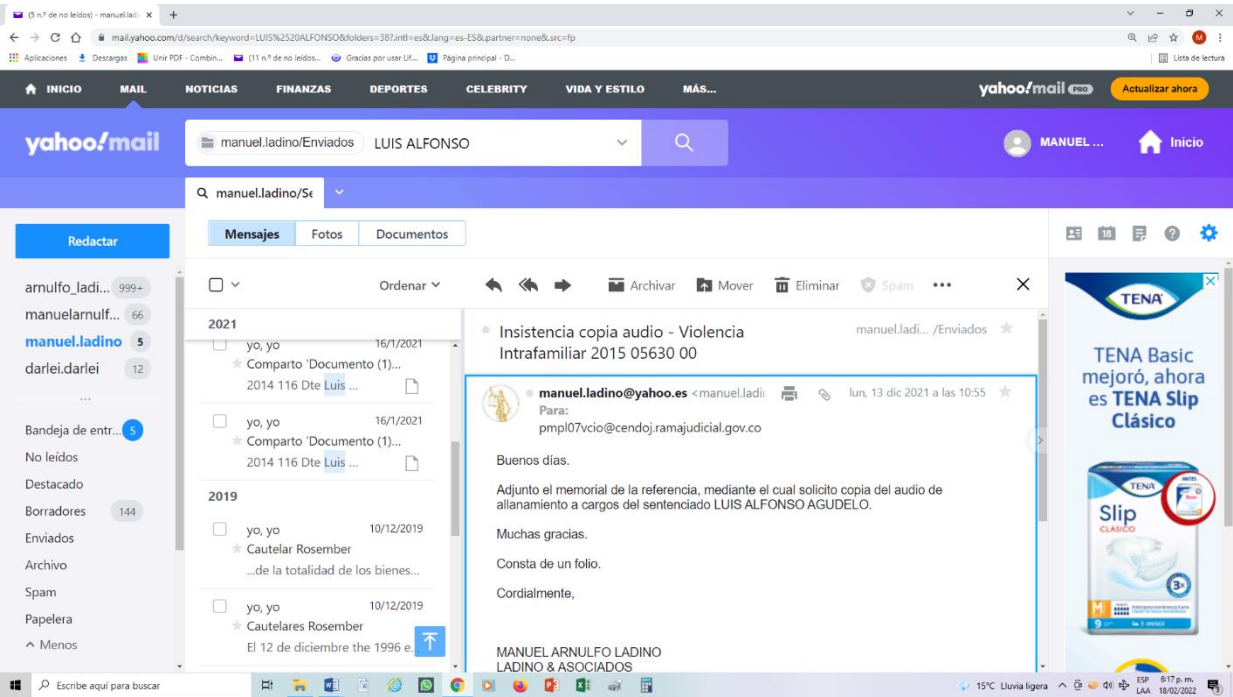 (5 n.º de no leídos) - manuel.ladi
mail.yahoo.com/d/search/keyword=LUIS%2520ALFONSO&folders=38?.intl=es&.lang=es-ES&.partner=none&.src=fp
M
Aplicaciones Descargas Unir PDF - Combin... (11 n.º de no leídos... Gracias por usar Lif... Página principal - D... Lista de lectura
INICIO MAIL NOTICIAS FINANZAS DEPORTES CELEBRITY VIDA Y ESTILO MÁS... yahoo!mail PRO Actualizar ahora
yahoo!mail manuel.ladino/Enviados LUIS ALFONSO MANUEL ... Inicio
manuel.ladino/Se
Redactar
arnulfo_ladi... 999+
manuelarnulf... 66
manuel.ladino 5
darlei.darlei 12
Bandeja de entr... 5
No leídos
Destacado
Borradores 144
Enviados
Archivo
Spam
Papelera
Menos
Mensajes Fotos Documentos
Ordenar
2021
yo, yo 16/1/2021
Comparto 'Documento (1)...
2014 116 Dte Luis ...
yo, yo 16/1/2021
Comparto 'Documento (1)...
2014 116 Dte Luis ...
2019
yo, yo 10/12/2019
Cautelar Rosember
...de la totalidad de los bienes...
yo, yo 10/12/2019
Cautelares Rosember
El 12 de diciembre the 1996 e...
Archivar Mover Eliminar Spam
Insistencia copia audio - Violencia
Intrafamiliar 2015 05630 00
manuel.ladi... /Enviados
manuel.ladino@yahoo.es <manuel.ladi lun, 13 dic 2021 a las 10:55
Para:
pmpl07vcio@cendoj.ramajudicial.gov.co
Buenos días.
Adjunto el memorial de la referencia, mediante el cual solicito copia del audio de
allanamiento a cargos del sentenciado LUIS ALFONSO AGUDELO.
Muchas gracias.
Consta de un folio.
Cordialmente,
MANUEL ARNULFO LADINO
LADINO & ASOCIADOS
18
TENA
TENA Basic
mejoró, ahora
es TENA Slip
Clásico
ANTES
TENA
Slip
CLÁSICO
3x
M
9
Escribe aquí para buscar
15°C Lluvia ligera ESP 6:17 p. m.
LAA 18/02/2022
3